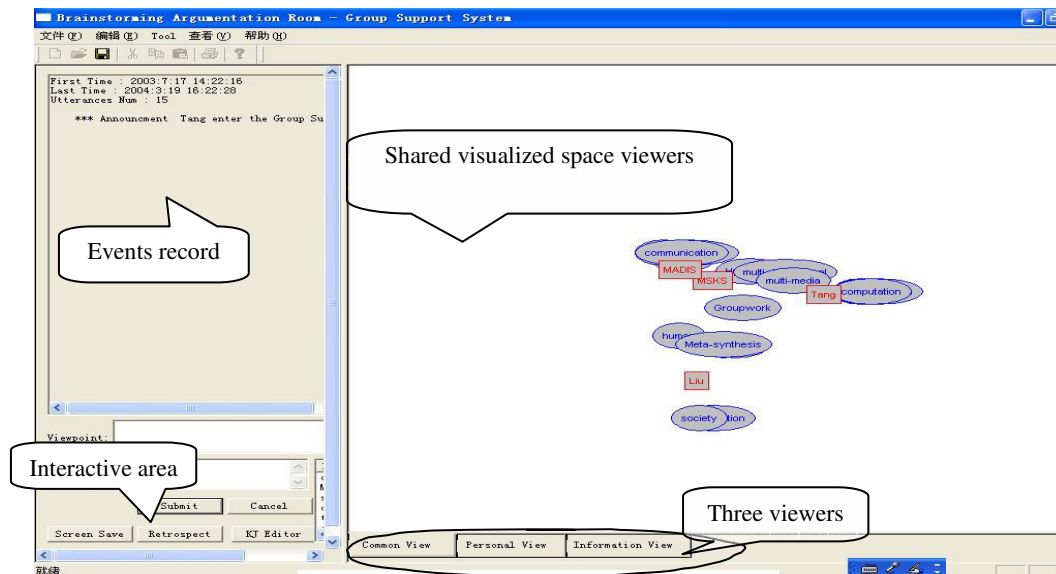 Brainstorming Argumentation Room - Group Support System
文件(F) 编辑(E) Tool 查看(V) 帮助(H)
First Time : 2003:7:17 14:22:16
Last Time : 2004:3:19 16:22:28
Utterances Num : 15
*** Announcment Tang enter the Group Su
Shared visualized space viewers
Events record
communication
MADIS
MSKS
multi-media
Tang
computation
Groupwork
Meta-synthesis
Liu
society
Viewpoint:
Interactive area
Submit
Cancel
Screen Save
Retrospect
KJ Editor
Three viewers
Common View
Personal View
Information View
就绪